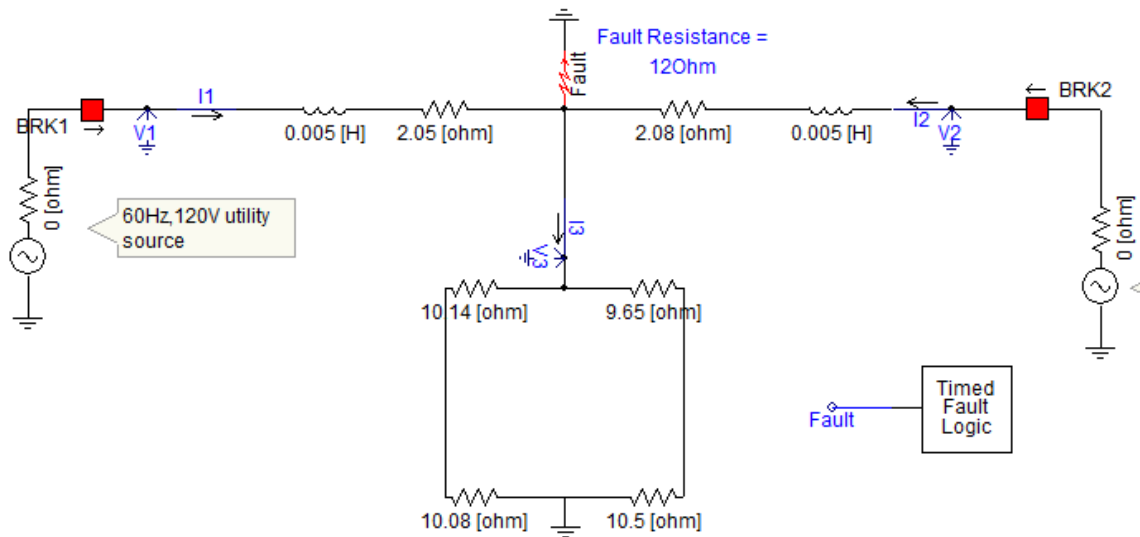 Fault Resistance =
12Ohm
Fault
BRK1
I1
V1
0.005 [H]
2.05 [ohm]
2.08 [ohm]
0.005 [H]
I2
V2
BRK2
0 [ohm]
60Hz,120V utility
source
0 [ohm]
I3
V3
10.14 [ohm]
9.65 [ohm]
10.08 [ohm]
10.5 [ohm]
Fault
Timed
Fault
Logic